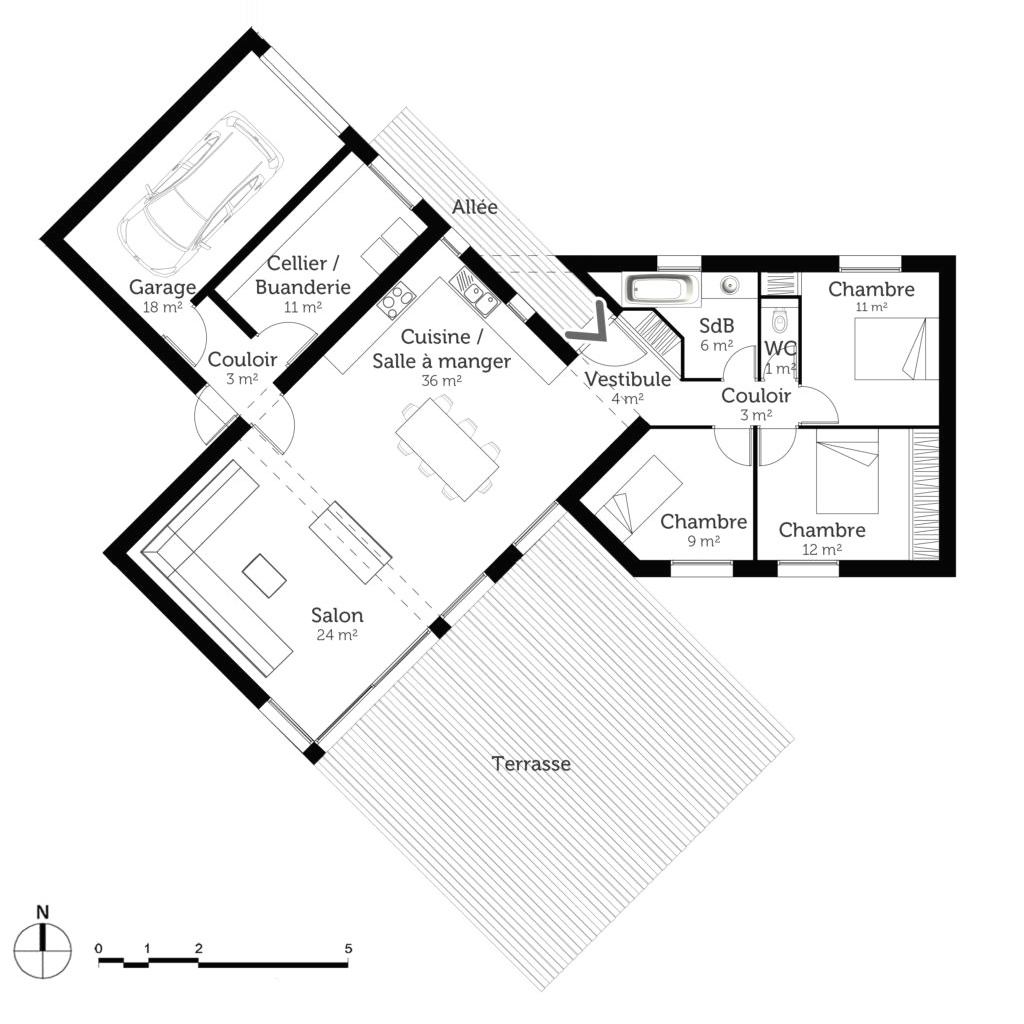 Allée
Cellier /
Buanderie
11 m²
Garage
18 m²
Chambre
11 m²
SdB
6 m²
Cuisine /
Salle à manger
36 m²
WC
1 m²
Couloir
3 m²
Vestibule
4 m²
Couloir
3 m²
Chambre
9 m²
Chambre
12 m²
Salon
24 m²
Terrasse
N
0 1 2 5